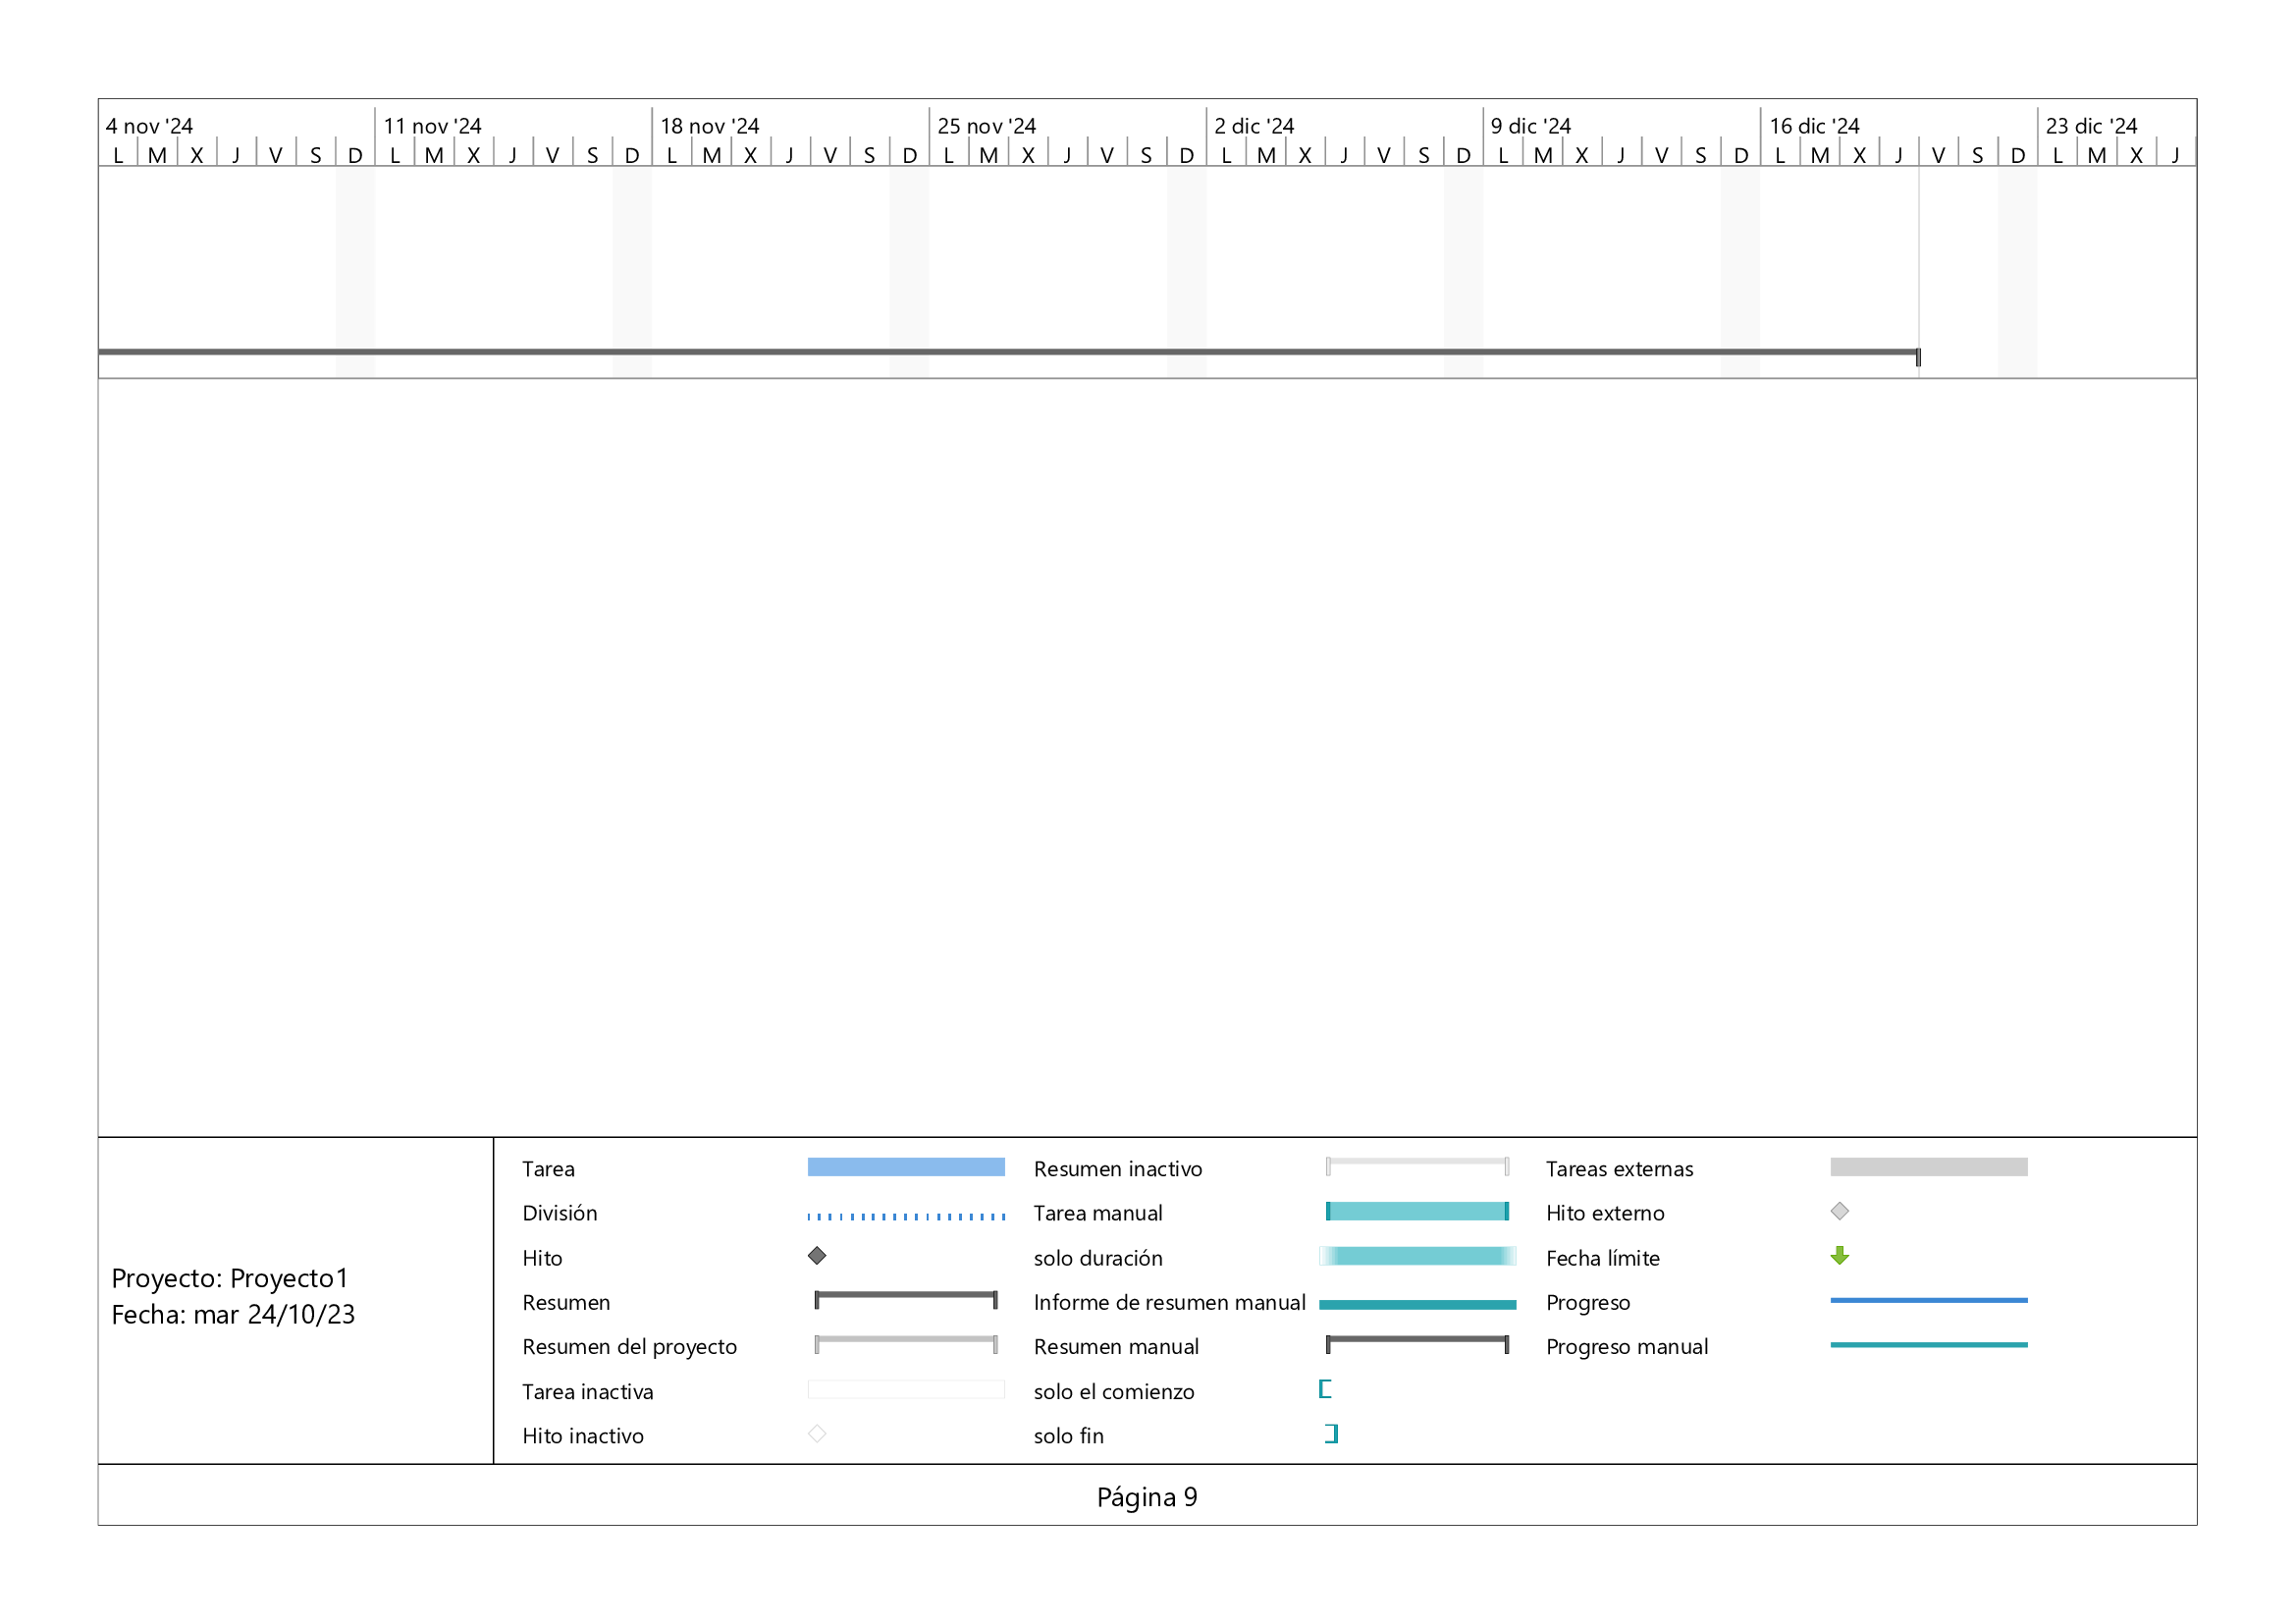 4 nov '24 11 nov '24 18 nov '24 25 nov '24 2 dic '24 9 dic '24 16 dic '24 23 dic '24
L M X J V S D L M X J V S D L M X J V S D L M X J V S D L M X J V S D L M X J V S D L M X J V S D L M X J
Proyecto: Proyecto1
Fecha: mar 24/10/23
Tarea
División
Hito
Resumen
Resumen del proyecto
Tarea inactiva
Hito inactivo
Resumen inactivo
Tarea manual
solo duración
Informe de resumen manual
Resumen manual
solo el comienzo
solo fin
Tareas externas
Hito externo
Fecha límite
Progreso
Progreso manual
Página 9